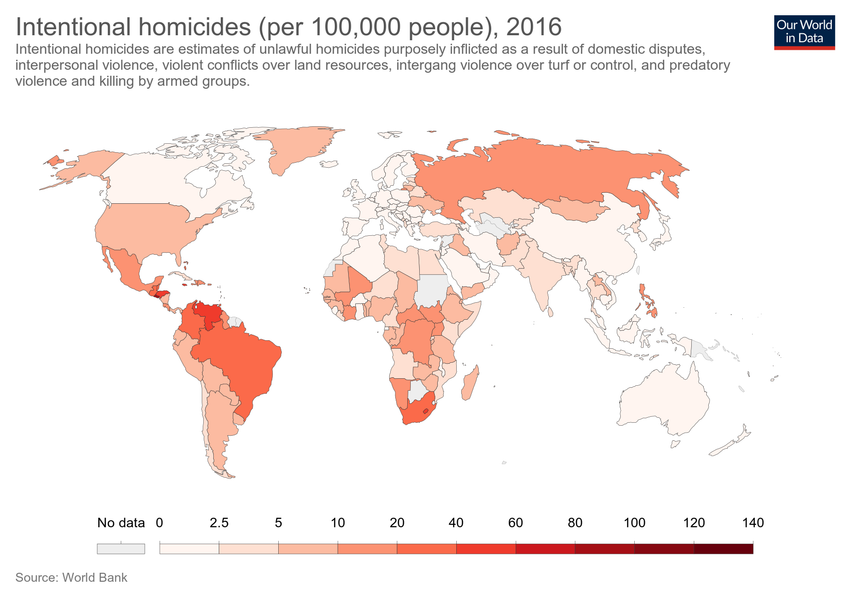 Intentional homicides (per 100,000 people), 2016
Our World
in Data
Intentional homicides are estimates of unlawful homicides purposely inflicted as a result of domestic disputes,
interpersonal violence, violent conflicts over land resources, intergang violence over turf or control, and predatory
violence and killing by armed groups.
No data 0 2.5 5 10 20 40 60 80 100 120 140
Source: World Bank